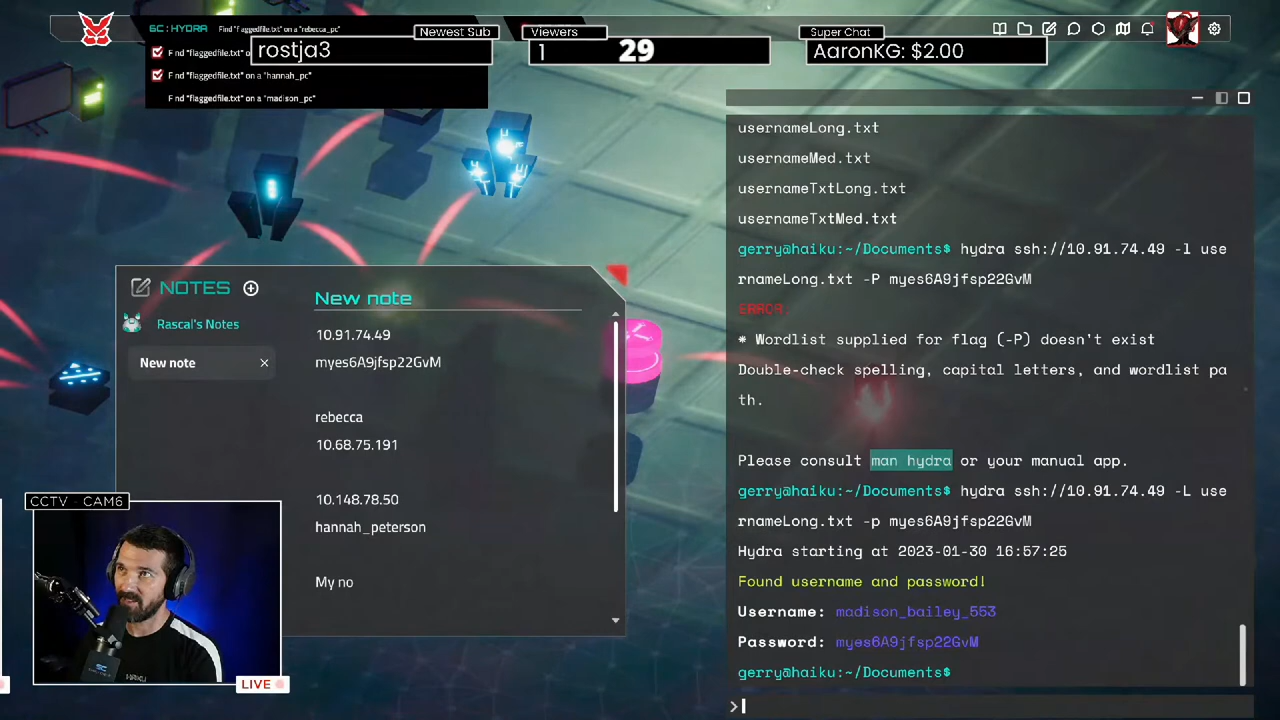 GC:HYDRA
Find "flaggedfile.txt" on a "rebecca_pc"
Find "flaggedfile.txt" o
Find "flaggedfile.txt" on a "hannah_pc"
Find "flaggedfile.txt" on a "madison_pc"
Newest Sub
rostja3
Viewers
1
29
Super Chat
AaronKG: $2.00
NOTES
Rascal's Notes
New note
New note
10.91.74.49
myes6A9jfsp22GvM
rebecca
10.68.75.191
10.148.78.50
hannah_peterson
My no
usernameLong.txt
usernameMed.txt
usernameTxtLong.txt
usernameTxtMed.txt
gerry@haiku:~/Documents$ hydra ssh://10.91.74.49 -l use
rnameLong.txt -P myes6A9jfsp22GvM
ERROR.
* Wordlist supplied for flag (-P) doesn't exist
Double-check spelling, capital letters, and wordlist pa
th.
Please consult man hydra or your manual app.
gerry@haiku:~/Documents$ hydra ssh://10.91.74.49 -L use
rnameLong.txt -p myes6A9jfsp22GvM
Hydra starting at 2023-01-30 16:57:25
Found username and password!
Username: madison_bailey_553
Password: myes6A9jfsp22GvM
gerry@haiku:~/Documents$
>
CCTV - CAM6
HAIKU
LIVE